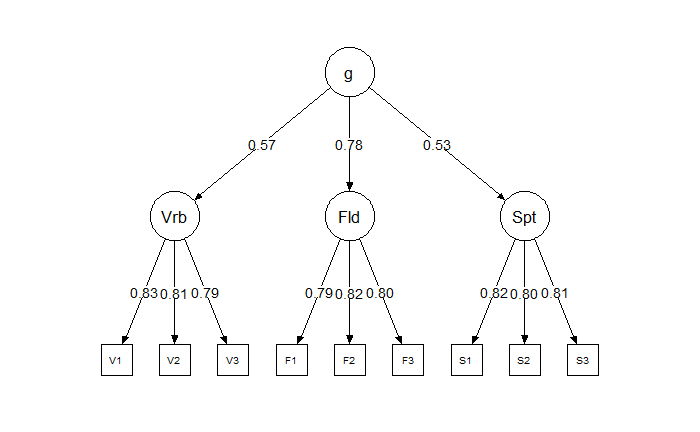 g
0.57 0.78 0.53
Vrb Fld Spt
0.83 0.81 0.79 0.79 0.82 0.80 0.82 0.80 0.81
V1 V2 V3 F1 F2 F3 S1 S2 S3